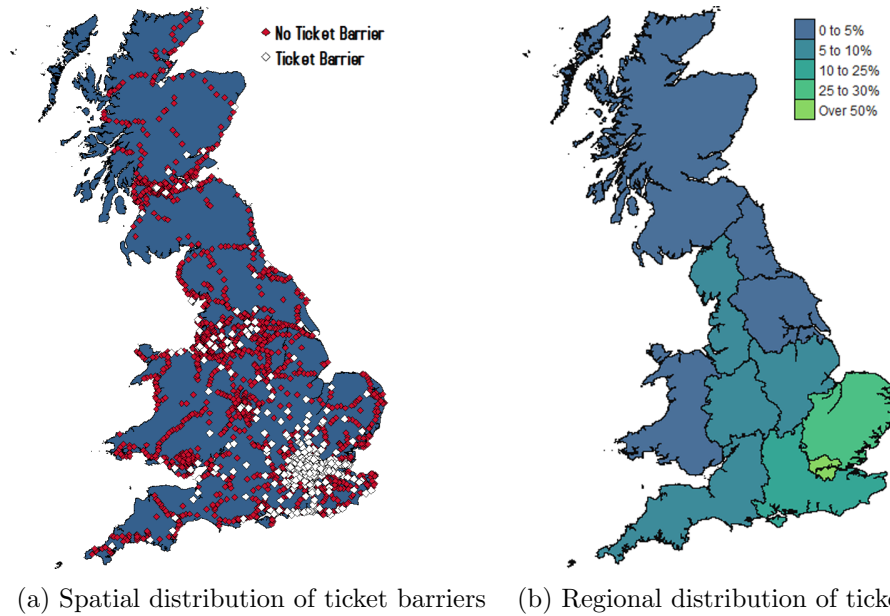 No Ticket Barrier
Ticket Barrier
0 to 5%
5 to 10%
10 to 25%
25 to 30%
Over 50%
(a) Spatial distribution of ticket barriers
(b) Regional distribution of tick